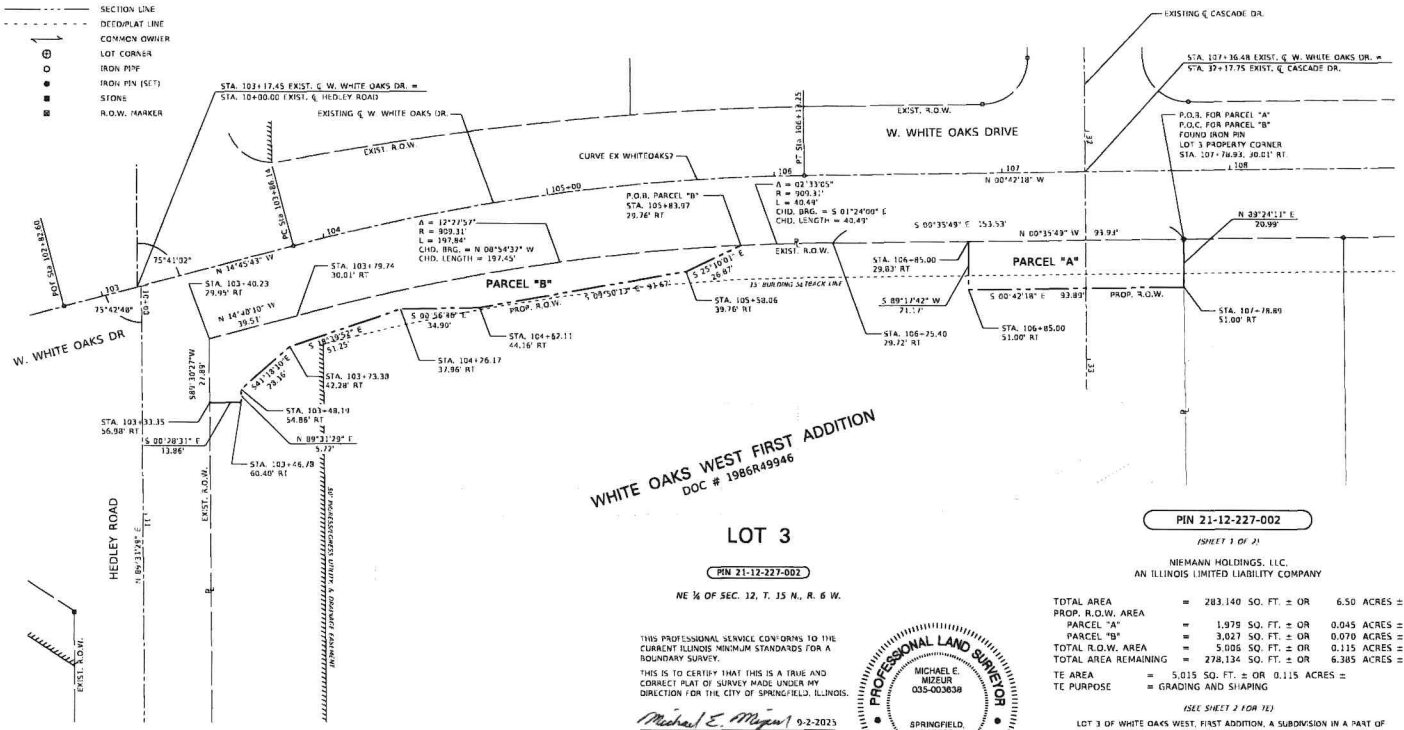 SECTION LINE
DEED/PLAT LINE
COMMON OWNER
LOT CORNER
IRON PIPE
IRON PIN (SET)
STONE
R.O.W. MARKER
STA. 103+17.45 EXIST. ℄ W. WHITE OAKS DR. =
STA. 10+00.00 EXIST. ℄ HEDLEY ROAD
EXISTING ℄ W. WHITE OAKS DR.
EXIST. R.O.W.
CURVE EX WHITEOAKS2
EXIST. R.O.W.
W. WHITE OAKS DRIVE
EXISTING ℄ CASCADE DR.
STA. 107+36.48 EXIST. ℄ W. WHITE OAKS DR. =
STA. 32+17.75 EXIST. ℄ CASCADE DR.
P.O.B. FOR PARCEL "A"
P.O.C. FOR PARCEL "B"
FOUND IRON PIN
LOT 3 PROPERTY CORNER
STA. 107+78.93, 30.01' RT
POT Sta 102+82.60
PC Sta 103+86.14
PT Sta 106+13.25
103
104
105+00
106
107
108
32
33
75°41'02"
75°42'48"
N 14°45'43" W
N 00°42'18" W
10+00
W. WHITE OAKS DR
STA. 103+40.23
29.95' RT
STA. 103+79.74
30.01' RT
N 14°40'10" W
39.51'
Δ = 12°27'57"
R = 909.31'
L = 197.84'
CHD. BRG. = N 08°54'37" W
CHD. LENGTH = 197.45'
P.O.B. PARCEL "B"
STA. 105+83.97
29.76' RT
Δ = 02°33'05"
R = 909.31'
L = 40.49'
CHD. BRG. = S 01°24'00" E
CHD. LENGTH = 40.49'
EXIST. R.O.W.
S 00°35'49" E 153.53'
N 00°35'49" W 93.93'
N 89°24'11" E
20.99'
PARCEL "A"
PARCEL "B"
STA. 106+85.00
29.83' RT
S 89°17'42" W
21.17'
S 00°42'18" E 93.89'
PROP. R.O.W.
STA. 107+78.89
51.00' RT
STA. 106+85.00
51.00' RT
STA. 106+25.40
29.72' RT
15' BUILDING SETBACK LINE
S 25°10'01" E
26.87'
S 09°50'13" E 91.67'
PROP. R.O.W.
STA. 105+58.06
39.76' RT
S 00°56'48" E
34.90'
STA. 104+62.11
44.16' RT
STA. 104+26.17
37.96' RT
S 18°39'52" E
51.25'
S41°18'10"E
28.16'
STA. 103+73.38
42.28' RT
S89°30'27"W
27.89'
STA. 103+33.35
56.98' RT
S 00°28'31" E
13.86'
STA. 103+48.19
54.86' RT
N 89°31'29" E
5.72'
STA. 103+46.78
60.40' RT
HEDLEY ROAD
N 89°31'29" E
11
EXIST. R.O.W.
50' INGRESS/EGRESS UTILITY & DRAINAGE EASEMENT
EXIST. R.O.W.
WHITE OAKS WEST FIRST ADDITION
DOC # 1986R49946
LOT 3
PIN 21-12-227-002
NE ¼ OF SEC. 12, T. 15 N., R. 6 W.
THIS PROFESSIONAL SERVICE CONFORMS TO THE
CURRENT ILLINOIS MINIMUM STANDARDS FOR A
BOUNDARY SURVEY.
THIS IS TO CERTIFY THAT THIS IS A TRUE AND
CORRECT PLAT OF SURVEY MADE UNDER MY
DIRECTION FOR THE CITY OF SPRINGFIELD, ILLINOIS.
Michael E. Mizeur 9-2-2025
PROFESSIONAL LAND SURVEYOR
MICHAEL E.
MIZEUR
035-003638
SPRINGFIELD,
PIN 21-12-227-002
(SHEET 1 OF 2)
NIEMANN HOLDINGS, LLC,
AN ILLINOIS LIMITED LIABILITY COMPANY
TOTAL AREA = 283,140 SQ. FT. ± OR 6.50 ACRES ±
PROP. R.O.W. AREA
PARCEL "A" = 1,979 SQ. FT. ± OR 0.045 ACRES ±
PARCEL "B" = 3,027 SQ. FT. ± OR 0.070 ACRES ±
TOTAL R.O.W. AREA = 5,006 SQ. FT. ± OR 0.115 ACRES ±
TOTAL AREA REMAINING = 278,134 SQ. FT. ± OR 6.385 ACRES ±
TE AREA = 5,015 SQ. FT. ± OR 0.115 ACRES ±
TE PURPOSE = GRADING AND SHAPING
(SEE SHEET 2 FOR TE)
LOT 3 OF WHITE OAKS WEST, FIRST ADDITION, A SUBDIVISION IN A PART OF